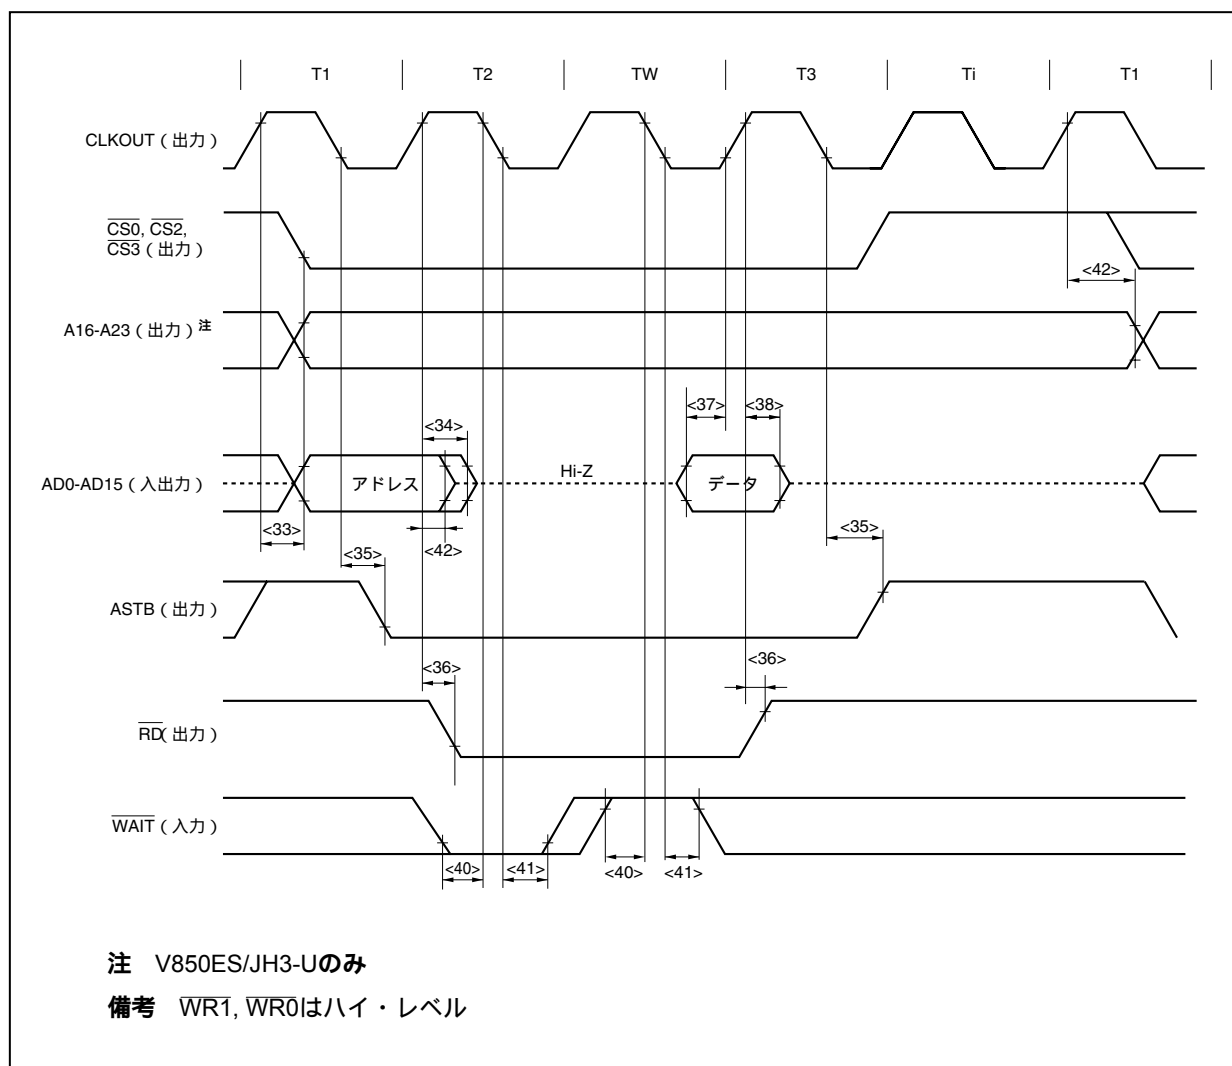 T1 T2 TW T3 Ti T1
CLKOUT（出力）
CS0, CS2,
CS3（出力）
<42>
A16-A23（出力）注
<37> <38>
<34>
AD0-AD15（入出力） アドレス Hi-Z データ
<33> <42> <35>
<35>
ASTB（出力）
<36> <36>
RD（出力）
WAIT（入力）
<40> <41> <40> <41>
注 V850ES/JH3-Uのみ
備考 WR1, WR0はハイ・レベル